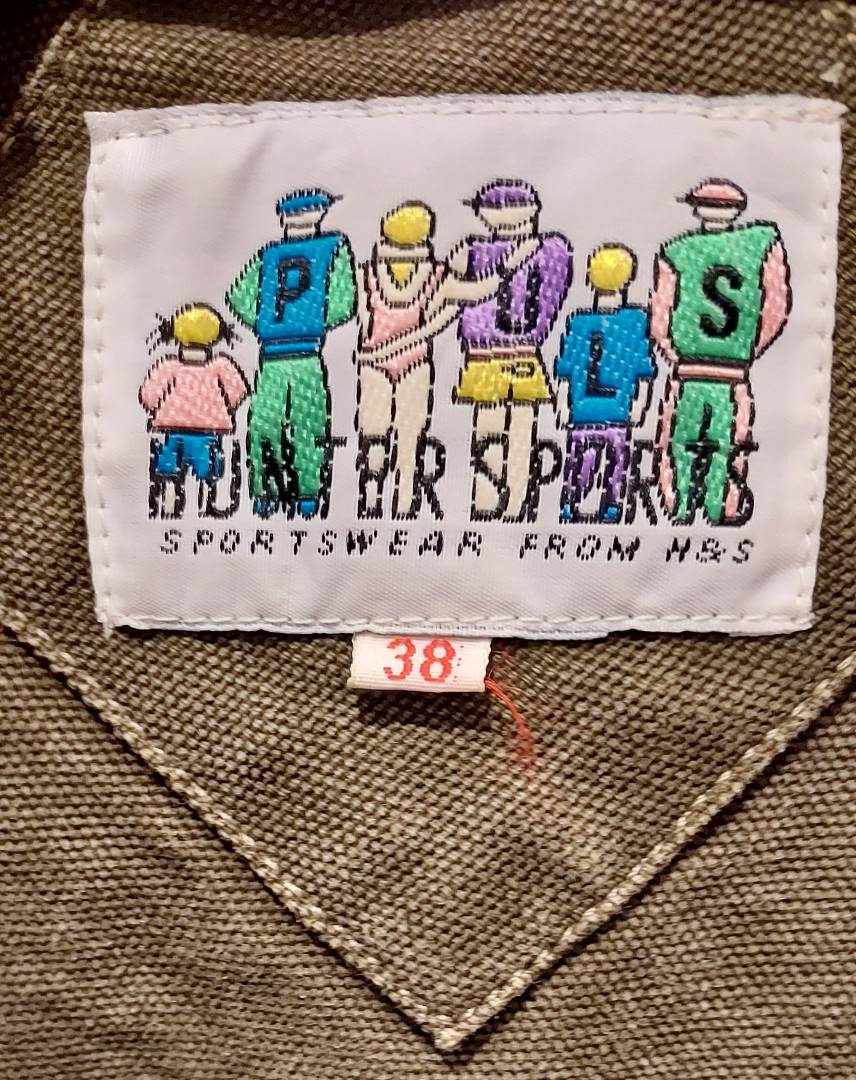 P U L S
HUNTER SPORTS
SPORTSWEAR FROM H&S
38